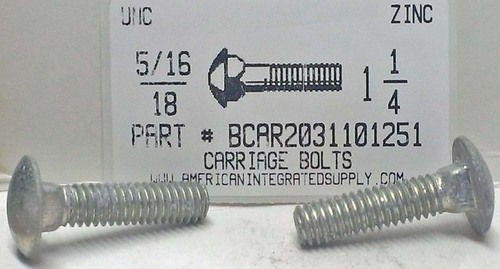 UNC ZINC
5/16
18
1 1
4
PART # BCAR2031101251
CARRIAGE BOLTS
WWW.AMERICANINTEGRATEDSUPPLY.COM